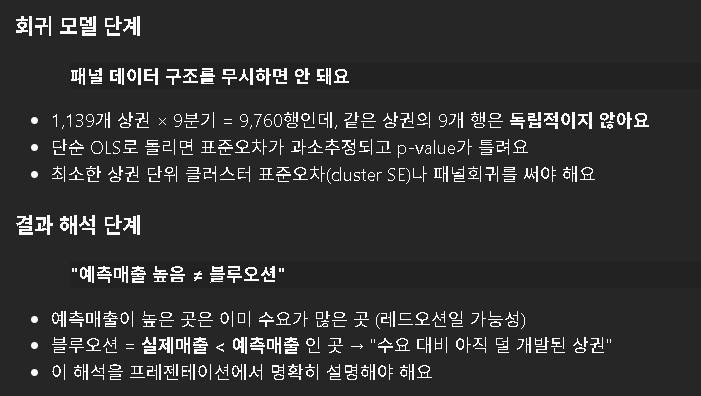 회귀 모델 단계
패널 데이터 구조를 무시하면 안 돼요
• 1,139개 상권 × 9분기 = 9,760행인데, 같은 상권의 9개 행은 독립적이지 않아요
• 단순 OLS로 돌리면 표준오차가 과소추정되고 p-value가 틀려요
• 최소한 상권 단위 클러스터 표준오차(cluster SE)나 패널회귀를 써야 해요
결과 해석 단계
"예측매출 높음 ≠ 블루오션"
• 예측매출이 높은 곳은 이미 수요가 많은 곳 (레드오션일 가능성)
• 블루오션 = 실제매출 < 예측매출 인 곳 → "수요 대비 아직 덜 개발된 상권"
• 이 해석을 프레젠테이션에서 명확히 설명해야 해요